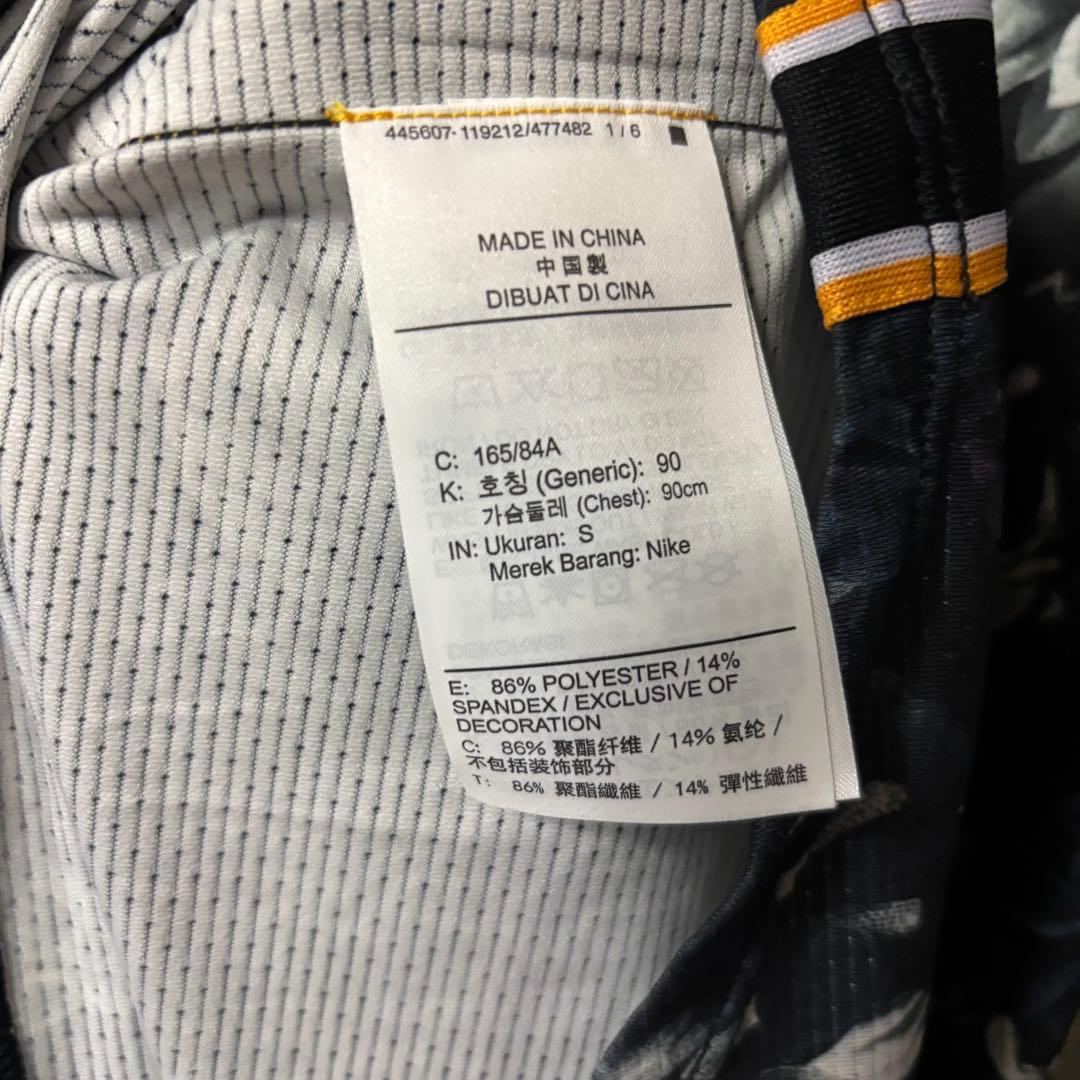 445607-119212/477482 1 / 6
MADE IN CHINA
中国製
DIBUAT DI CINA
C: 165/84A
K: 호칭 (Generic): 90
가슴둘레 (Chest): 90cm
IN: Ukuran: S
Merek Barang: Nike
E: 86% POLYESTER / 14%
SPANDEX / EXCLUSIVE OF
DECORATION
C: 86% 聚酯纤维 / 14% 氨纶 /
不包括装饰部分
T: 86% 聚酯纖維 / 14% 彈性纖維